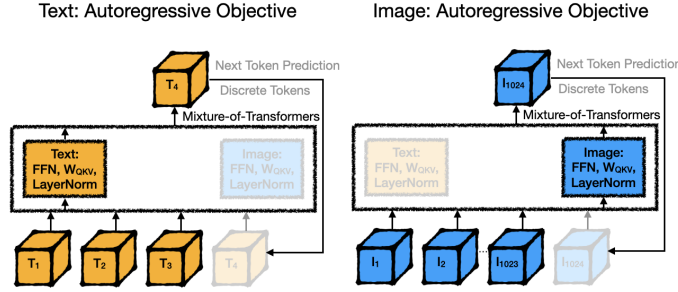 Text: Autoregressive Objective
T4
Next Token Prediction
Discrete Tokens
Mixture-of-Transformers
Text:
FFN, WQKV,
LayerNorm
Image:
FFN, WQKV,
LayerNorm
T1
T2
T3
T4
Image: Autoregressive Objective
I1024
Next Token Prediction
Discrete Tokens
Mixture-of-Transformers
Text:
FFN, WQKV,
LayerNorm
Image:
FFN, WQKV,
LayerNorm
I1
I2
I1023
I1024